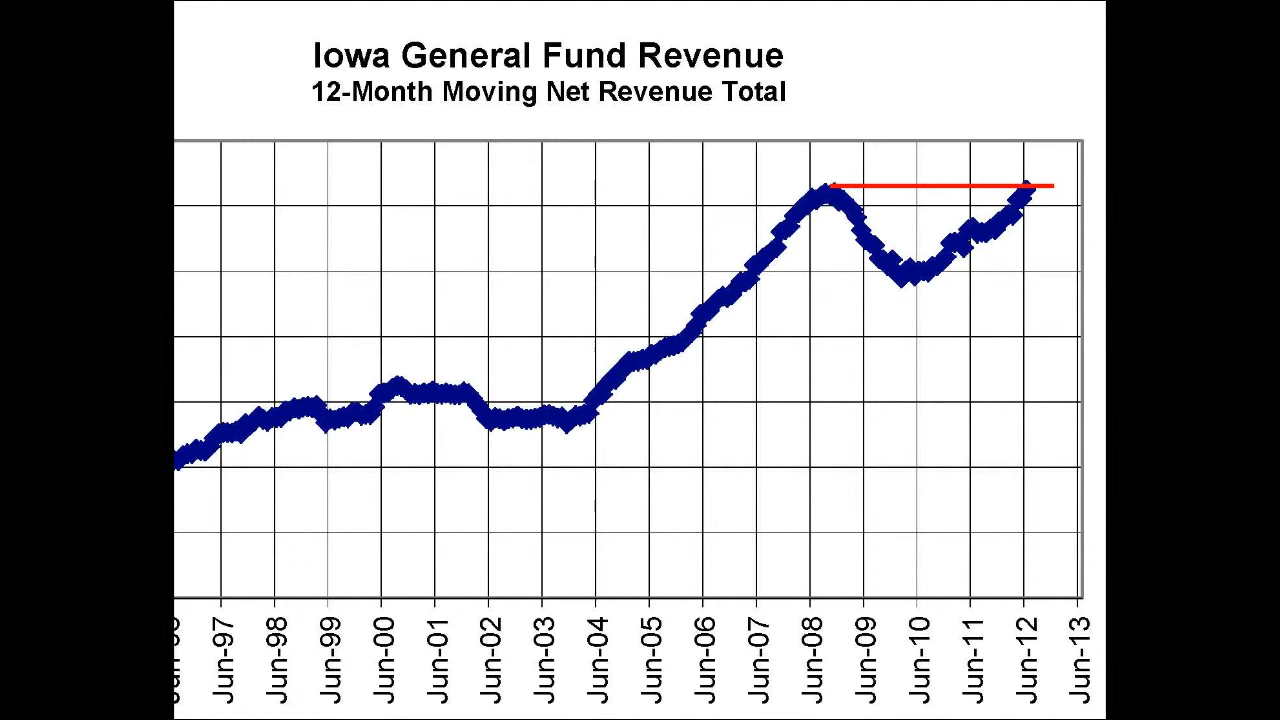 Iowa General Fund Revenue
12-Month Moving Net Revenue Total
Jun-97
Jun-98
Jun-99
Jun-00
Jun-01
Jun-02
Jun-03
Jun-04
Jun-05
Jun-06
Jun-07
Jun-08
Jun-09
Jun-10
Jun-11
Jun-12
Jun-13